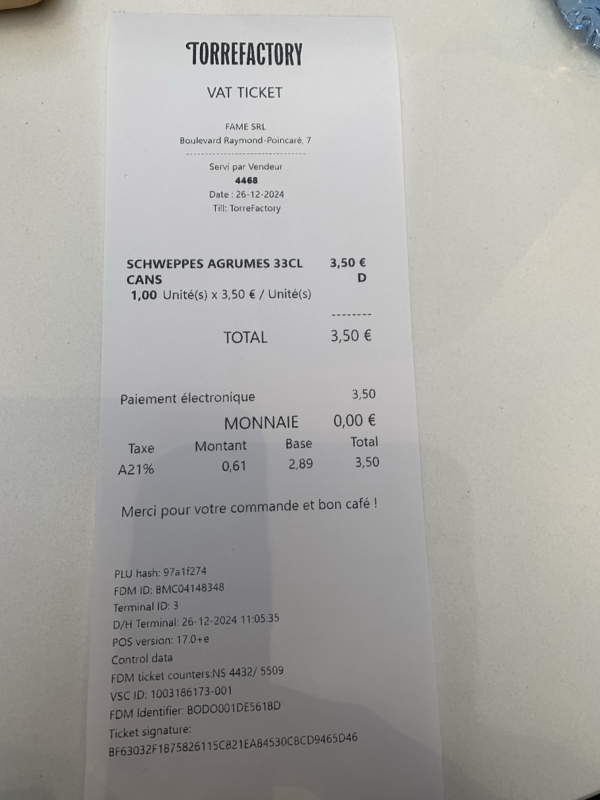 TORREFACTORY
VAT TICKET
FAME SRL
Boulevard Raymond-Poincaré, 7
--------------------------------
Servi par Vendeur
4468
Date : 26-12-2024
Till: TorreFactory
SCHWEPPES AGRUMES 33CL 3,50 €
CANS D
1,00 Unité(s) x 3,50 € / Unité(s)
--------
TOTAL 3,50 €
Paiement électronique 3,50
MONNAIE 0,00 €
Taxe Montant Base Total
A21% 0,61 2,89 3,50
Merci pour votre commande et bon café !
PLU hash: 97a1f274
FDM ID: BMC04148348
Terminal ID: 3
D/H Terminal: 26-12-2024 11:05:35
POS version: 17.0+e
Control data
FDM ticket counters:NS 4432/ 5509
VSC ID: 1003186173-001
FDM Identifier: BODO001DE5618D
Ticket signature:
BF63032F1875826115C821EA84530C8CD9465D46